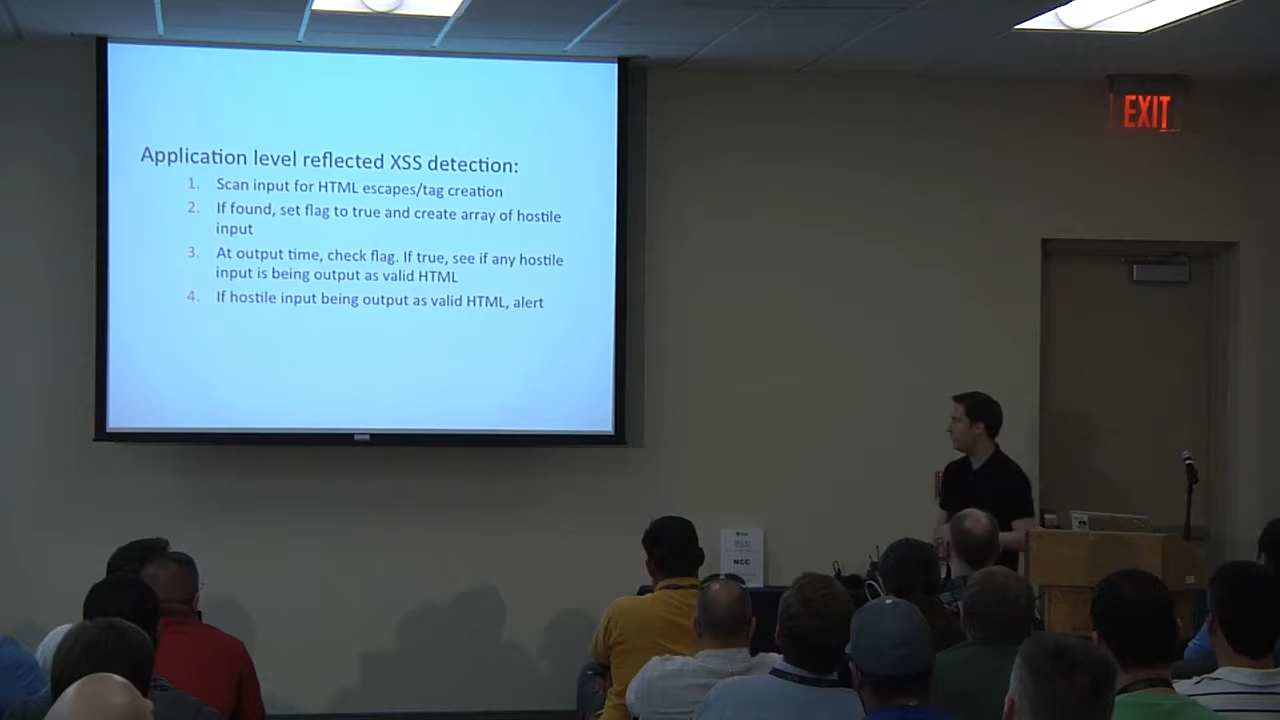 Application level reflected XSS detection:
1. Scan input for HTML escapes/tag creation
2. If found, set flag to true and create array of hostile
input
3. At output time, check flag. If true, see if any hostile
input is being output as valid HTML
4. If hostile input being output as valid HTML, alert
EXIT
NCC